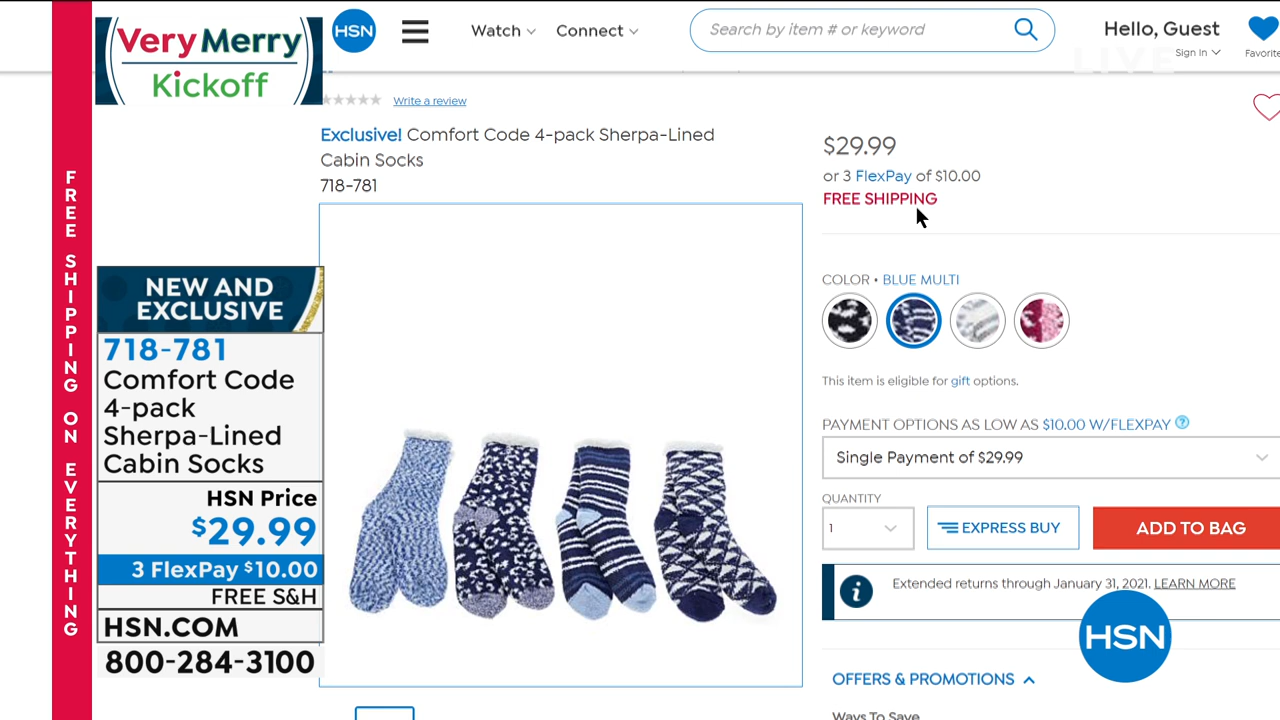 FREE SHIPPING ON EVERYTHING
VeryMerry
Kickoff
HSN
Watch
Connect
Search by item # or keyword
Hello, Guest
Sign In
Favorite
LIVE
Write a review
Exclusive! Comfort Code 4-pack Sherpa-Lined
Cabin Socks
718-781
$29.99
or 3 FlexPay of $10.00
FREE SHIPPING
COLOR • BLUE MULTI
This item is eligible for gift options.
PAYMENT OPTIONS AS LOW AS $10.00 W/FLEXPAY ?
Single Payment of $29.99
QUANTITY
1
EXPRESS BUY
ADD TO BAG
i
Extended returns through January 31, 2021. LEARN MORE
HSN
OFFERS & PROMOTIONS
Ways To Save
NEW AND
EXCLUSIVE
718-781
Comfort Code
4-pack
Sherpa-Lined
Cabin Socks
HSN Price
$29.99
3 FlexPay $10.00
FREE S&H
HSN.COM
800-284-3100